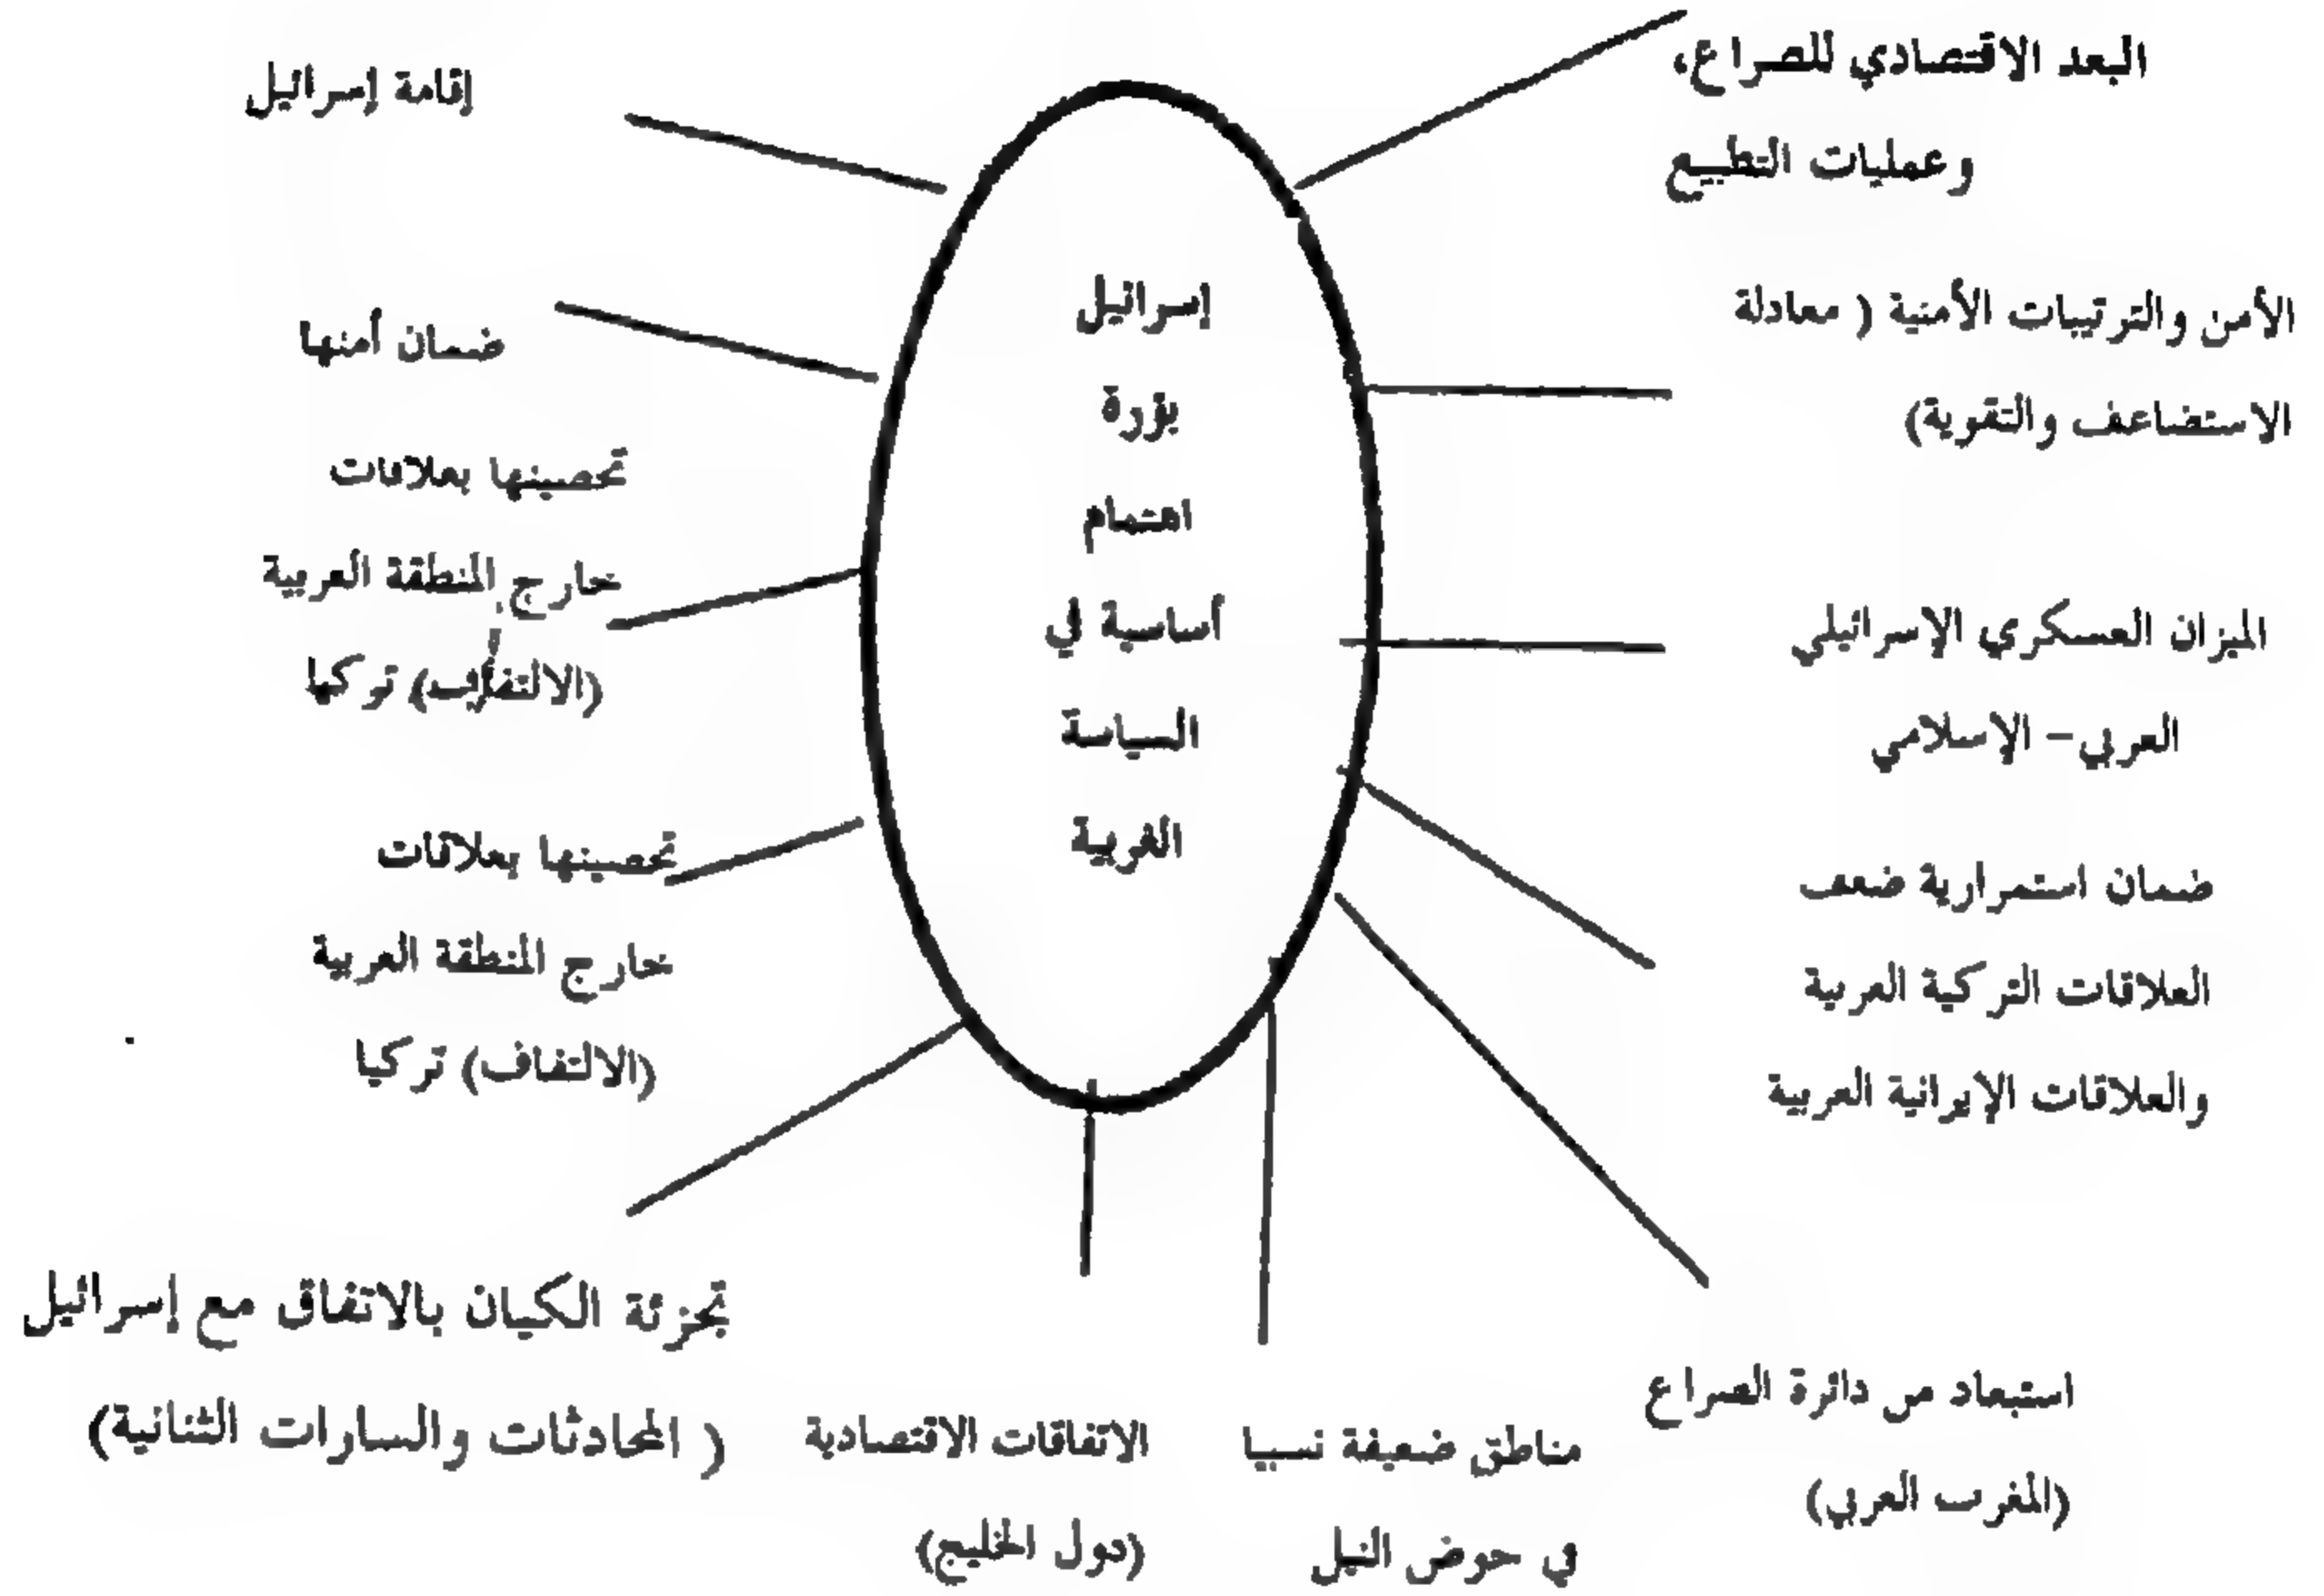 إسرائيل
بؤرة
اهتمام
أساسية في
السياسة
الغربية
البعد الاقتصادي للصراع،
وعمليات التطبيع
الأمن والترتيبات الأمنية ( معادلة
الاستضاعف والتقوية)
الميزان العسكري الإسرائيلي
العربي- الإسلامي
ضمان استمرارية ضعف
العلاقات التركية العربية
والعلاقات الإيرانية العربية
استبعاد من دائرة الصراع
(المغرب العربي)
مناطق ضعيفة نسبيا
في حوض النيل
الاتفاقات الاقتصادية
(دول الخليج)
تجزئة الكيان بالاتفاق مع إسرائيل
( المحادثات والمسارات الثنائية)
تحصينها بعلاقات
خارج المنطقة العربية
(الالتفاف) تركيا
تحصينها بعلاقات
خارج المنطقة العربية
(الالتفاف) تركيا
ضمان أمنها
إقامة إسرائيل